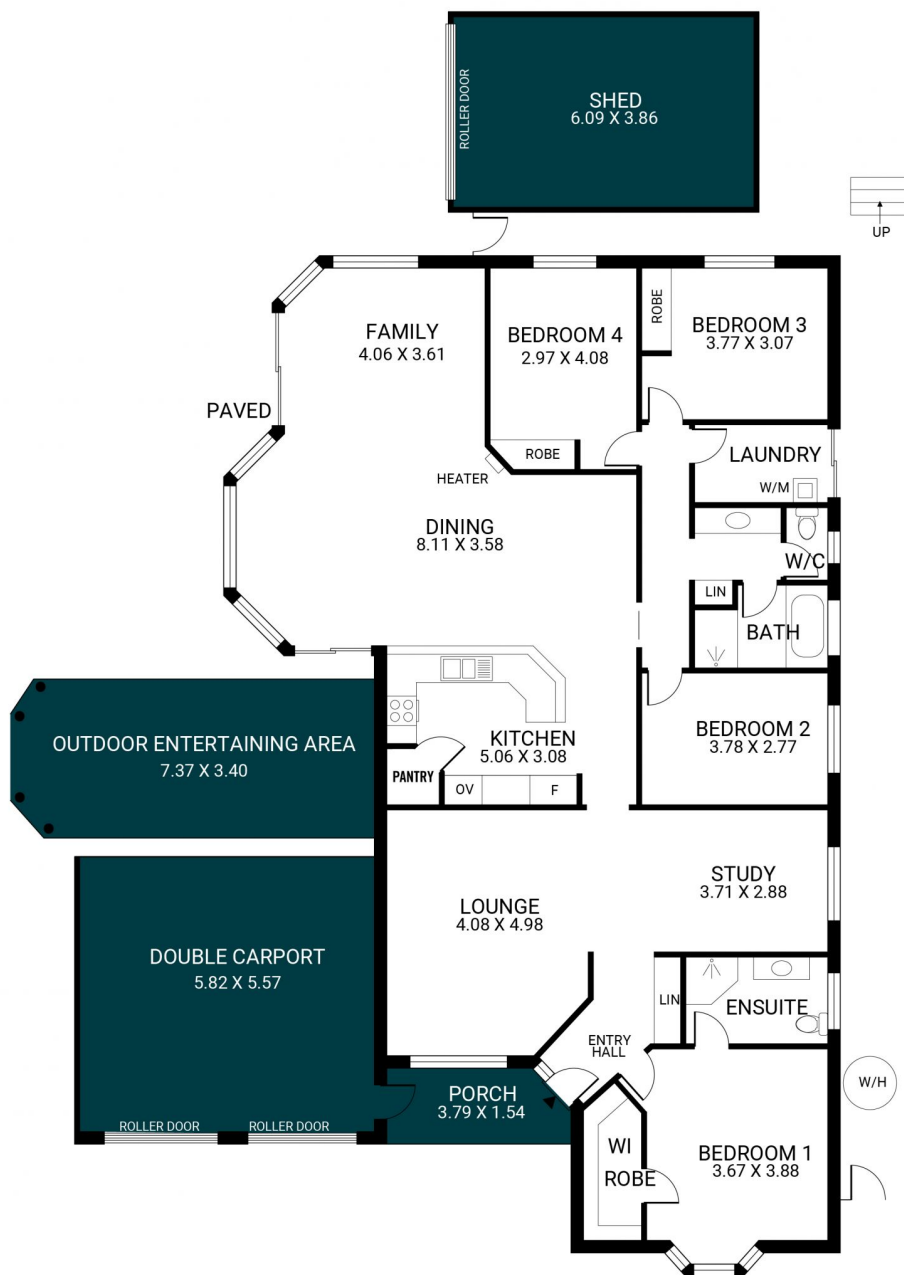 SHED
6.09 X 3.86
ROLLER DOOR
UP
FAMILY
4.06 X 3.61
BEDROOM 4
2.97 X 4.08
ROBE
BEDROOM 3
3.77 X 3.07
PAVED
ROBE
HEATER
LAUNDRY
W/M
DINING
8.11 X 3.58
W/C
LIN
BATH
OUTDOOR ENTERTAINING AREA
7.37 X 3.40
KITCHEN
5.06 X 3.08
PANTRY
OV
F
BEDROOM 2
3.78 X 2.77
LOUNGE
4.08 X 4.98
STUDY
3.71 X 2.88
DOUBLE CARPORT
5.82 X 5.57
LIN
ENSUITE
ENTRY
HALL
PORCH
3.79 X 1.54
W/H
ROLLER DOOR
ROLLER DOOR
WI
ROBE
BEDROOM 1
3.67 X 3.88